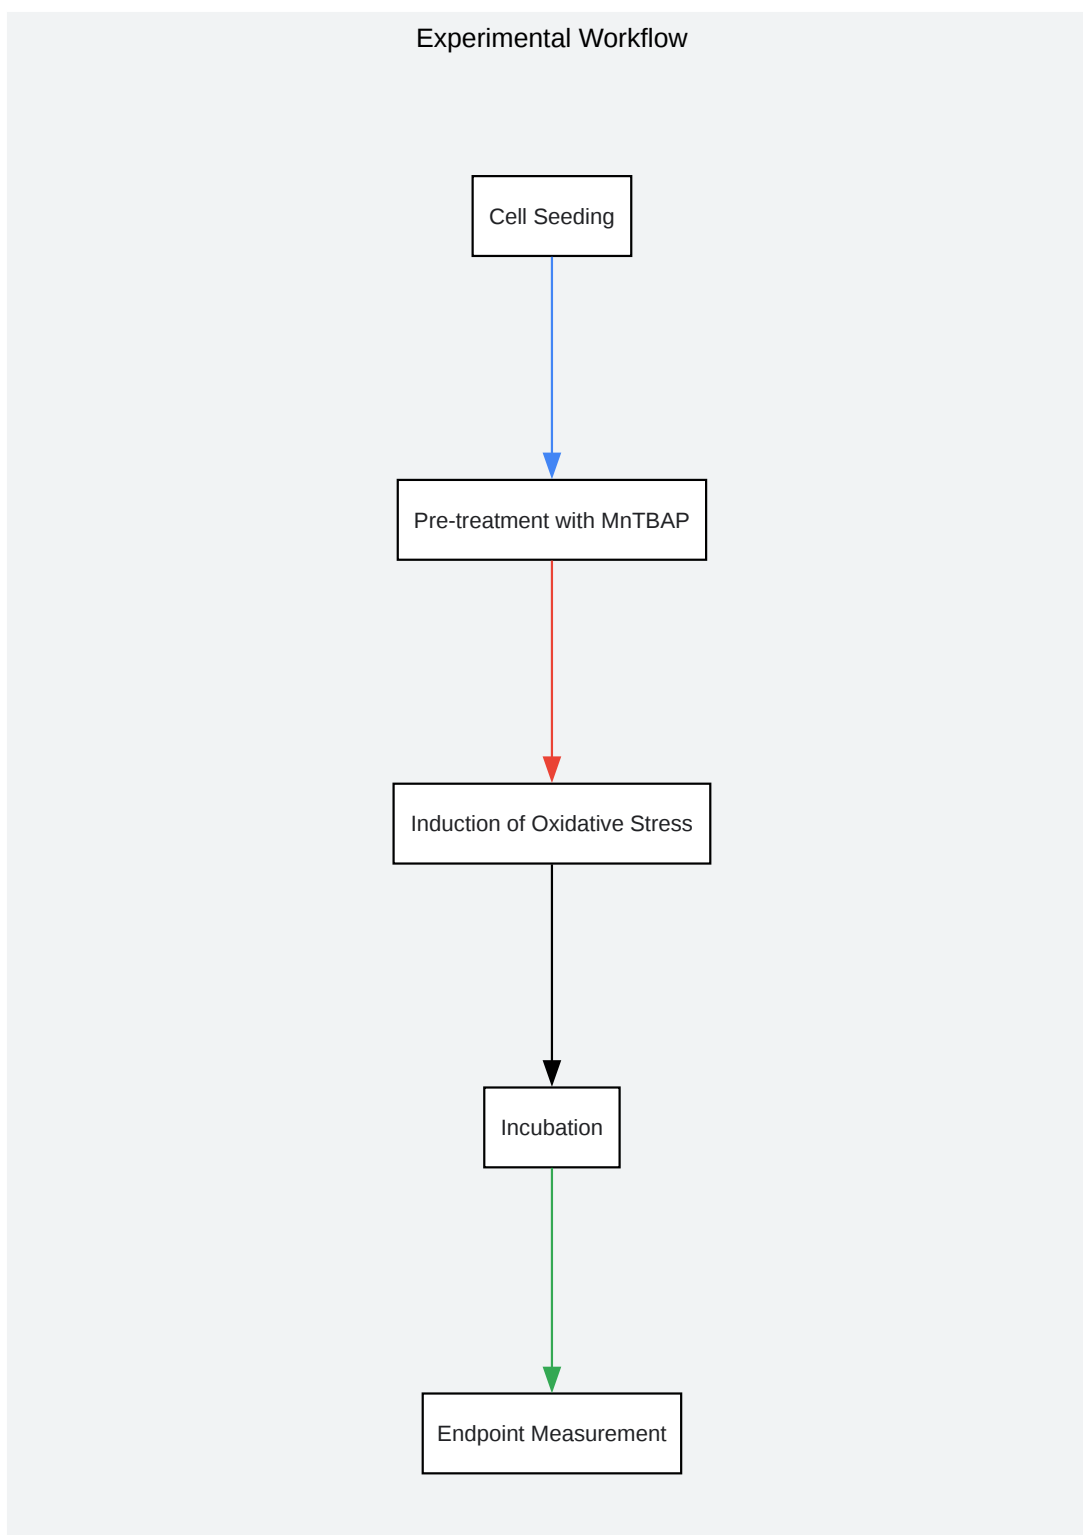 Experimental Workflow
Cell Seeding
Pre-treatment with MnTBAP
Induction of Oxidative Stress
Incubation
Endpoint Measurement